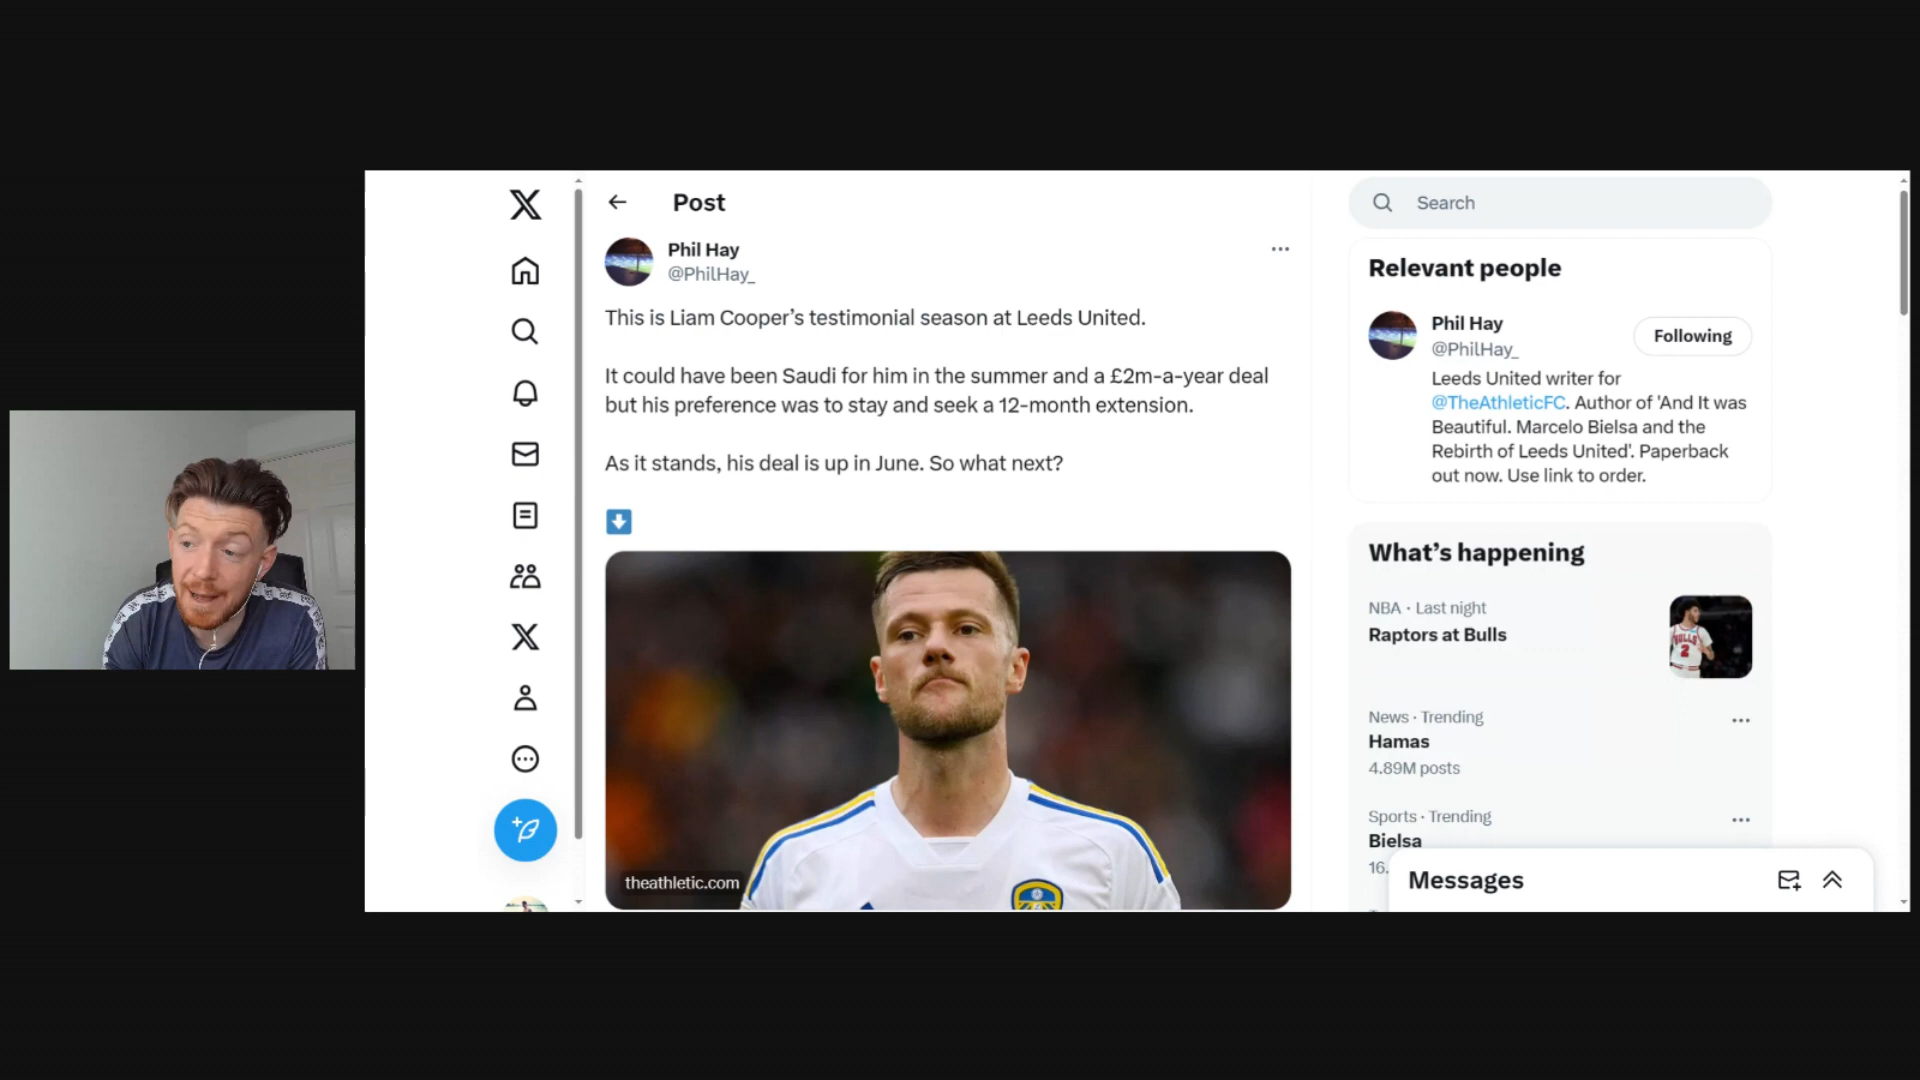 Post
Phil Hay
@PhilHay_
This is Liam Cooper’s testimonial season at Leeds United.
It could have been Saudi for him in the summer and a £2m-a-year deal
but his preference was to stay and seek a 12-month extension.
As it stands, his deal is up in June. So what next?
theathletic.com
Search
Relevant people
Phil Hay
@PhilHay_
Following
Leeds United writer for
@TheAthleticFC. Author of 'And It was
Beautiful. Marcelo Bielsa and the
Rebirth of Leeds United'. Paperback
out now. Use link to order.
What’s happening
NBA · Last night
Raptors at Bulls
BULLS
2
News · Trending
Hamas
4.89M posts
Sports · Trending
Bielsa
16.
Messages